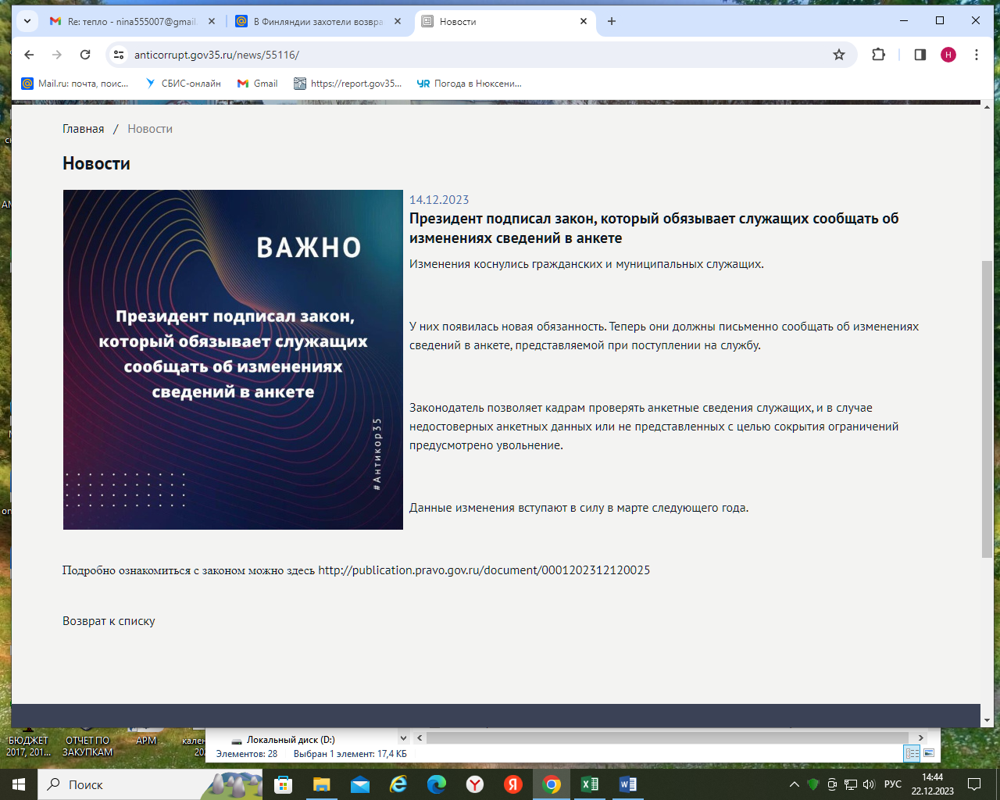 Re: тепло - nina555007@gmail.
В Финляндии захотели возвра
Новости
anticorrupt.gov35.ru/news/55116/
Н
Mail.ru: почта, поис...
СБИС-онлайн
Gmail
https://report.gov35...
Погода в Нюксени...
Главная / Новости
Новости
ВАЖНО
Президент подписал закон,
который обязывает служащих
сообщать об изменениях
сведений в анкете
#Антикор35
14.12.2023
Президент подписал закон, который обязывает служащих сообщать об
изменениях сведений в анкете
Изменения коснулись гражданских и муниципальных служащих.
У них появилась новая обязанность. Теперь они должны письменно сообщать об изменениях
сведений в анкете, представляемой при поступлении на службу.
Законодатель позволяет кадрам проверять анкетные сведения служащих, и в случае
недостоверных анкетных данных или не представленных с целью сокрытия ограничений
предусмотрено увольнение.
Данные изменения вступают в силу в марте следующего года.
Подробно ознакомиться с законом можно здесь http://publication.pravo.gov.ru/document/0001202312120025
Возврат к списку
БЮДЖЕТ
2017, 201...
ОТЧЕТ ПО
ЗАКУПКАМ
АРМ
Локальный диск (D:)
Элементов: 28
Выбран 1 элемент: 17,4 КБ
Поиск
РУС
14:44
22.12.2023